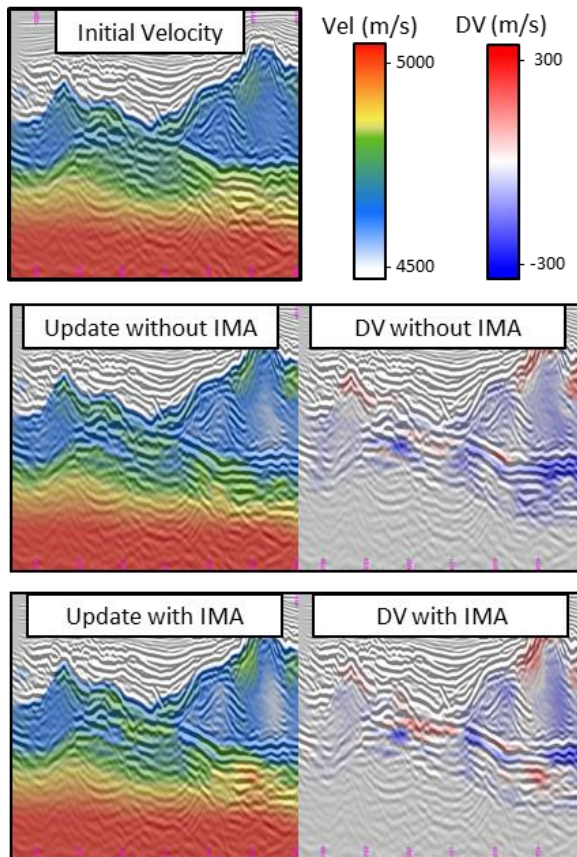 Initial Velocity
Vel (m/s)
DV (m/s)
5000
300
4500
-300
Update without IMA
DV without IMA
Update with IMA
DV with IMA